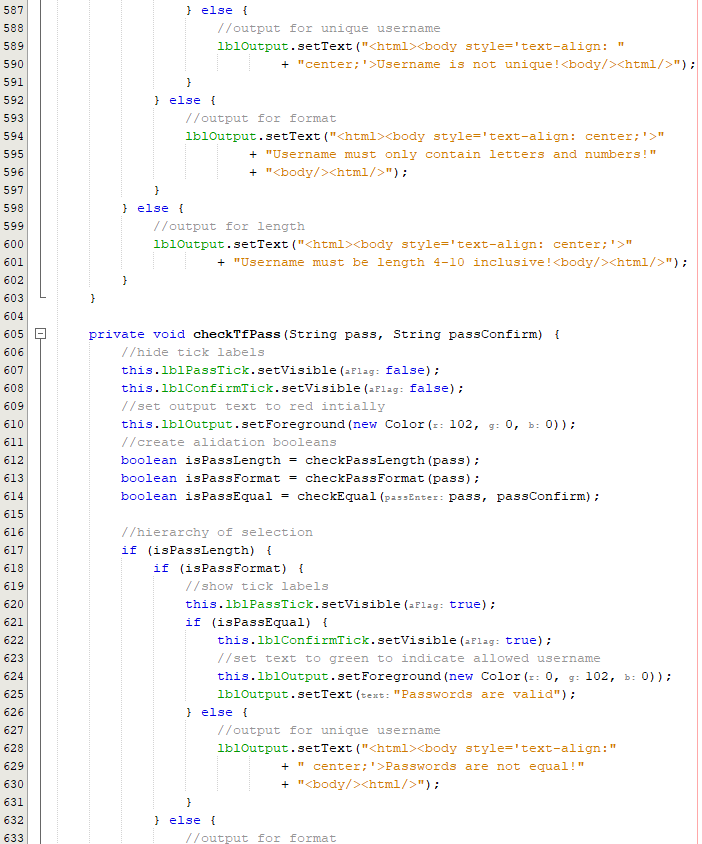 587 } else {
588 //output for unique username
589 lblOutput.setText("<html><body style='text-align: "
590 + "center;'>Username is not unique!<body/><html/>");
591 }
592 } else {
593 //output for format
594 lblOutput.setText("<html><body style='text-align: center;'>"
595 + "Username must only contain letters and numbers!"
596 + "<body/><html/>");
597 }
598 } else {
599 //output for length
600 lblOutput.setText("<html><body style='text-align: center;'>"
601 + "Username must be length 4-10 inclusive!<body/><html/>");
602 }
603 }
604
605 private void checkTfPass(String pass, String passConfirm) {
606 //hide tick labels
607 this.lblPassTick.setVisible(aFlag: false);
608 this.lblConfirmTick.setVisible(aFlag: false);
609 //set output text to red intially
610 this.lblOutput.setForeground(new Color(r: 102, g: 0, b: 0));
611 //create alidation booleans
612 boolean isPassLength = checkPassLength(pass);
613 boolean isPassFormat = checkPassFormat(pass);
614 boolean isPassEqual = checkEqual(passEnter: pass, passConfirm);
615
616 //hierarchy of selection
617 if (isPassLength) {
618 if (isPassFormat) {
619 //show tick labels
620 this.lblPassTick.setVisible(aFlag: true);
621 if (isPassEqual) {
622 this.lblConfirmTick.setVisible(aFlag: true);
623 //set text to green to indicate allowed username
624 this.lblOutput.setForeground(new Color(r: 0, g: 102, b: 0));
625 lblOutput.setText(text: "Passwords are valid");
626 } else {
627 //output for unique username
628 lblOutput.setText("<html><body style='text-align:"
629 + " center;'>Passwords are not equal!"
630 + "<body/><html/>");
631 }
632 } else {
633 //output for format